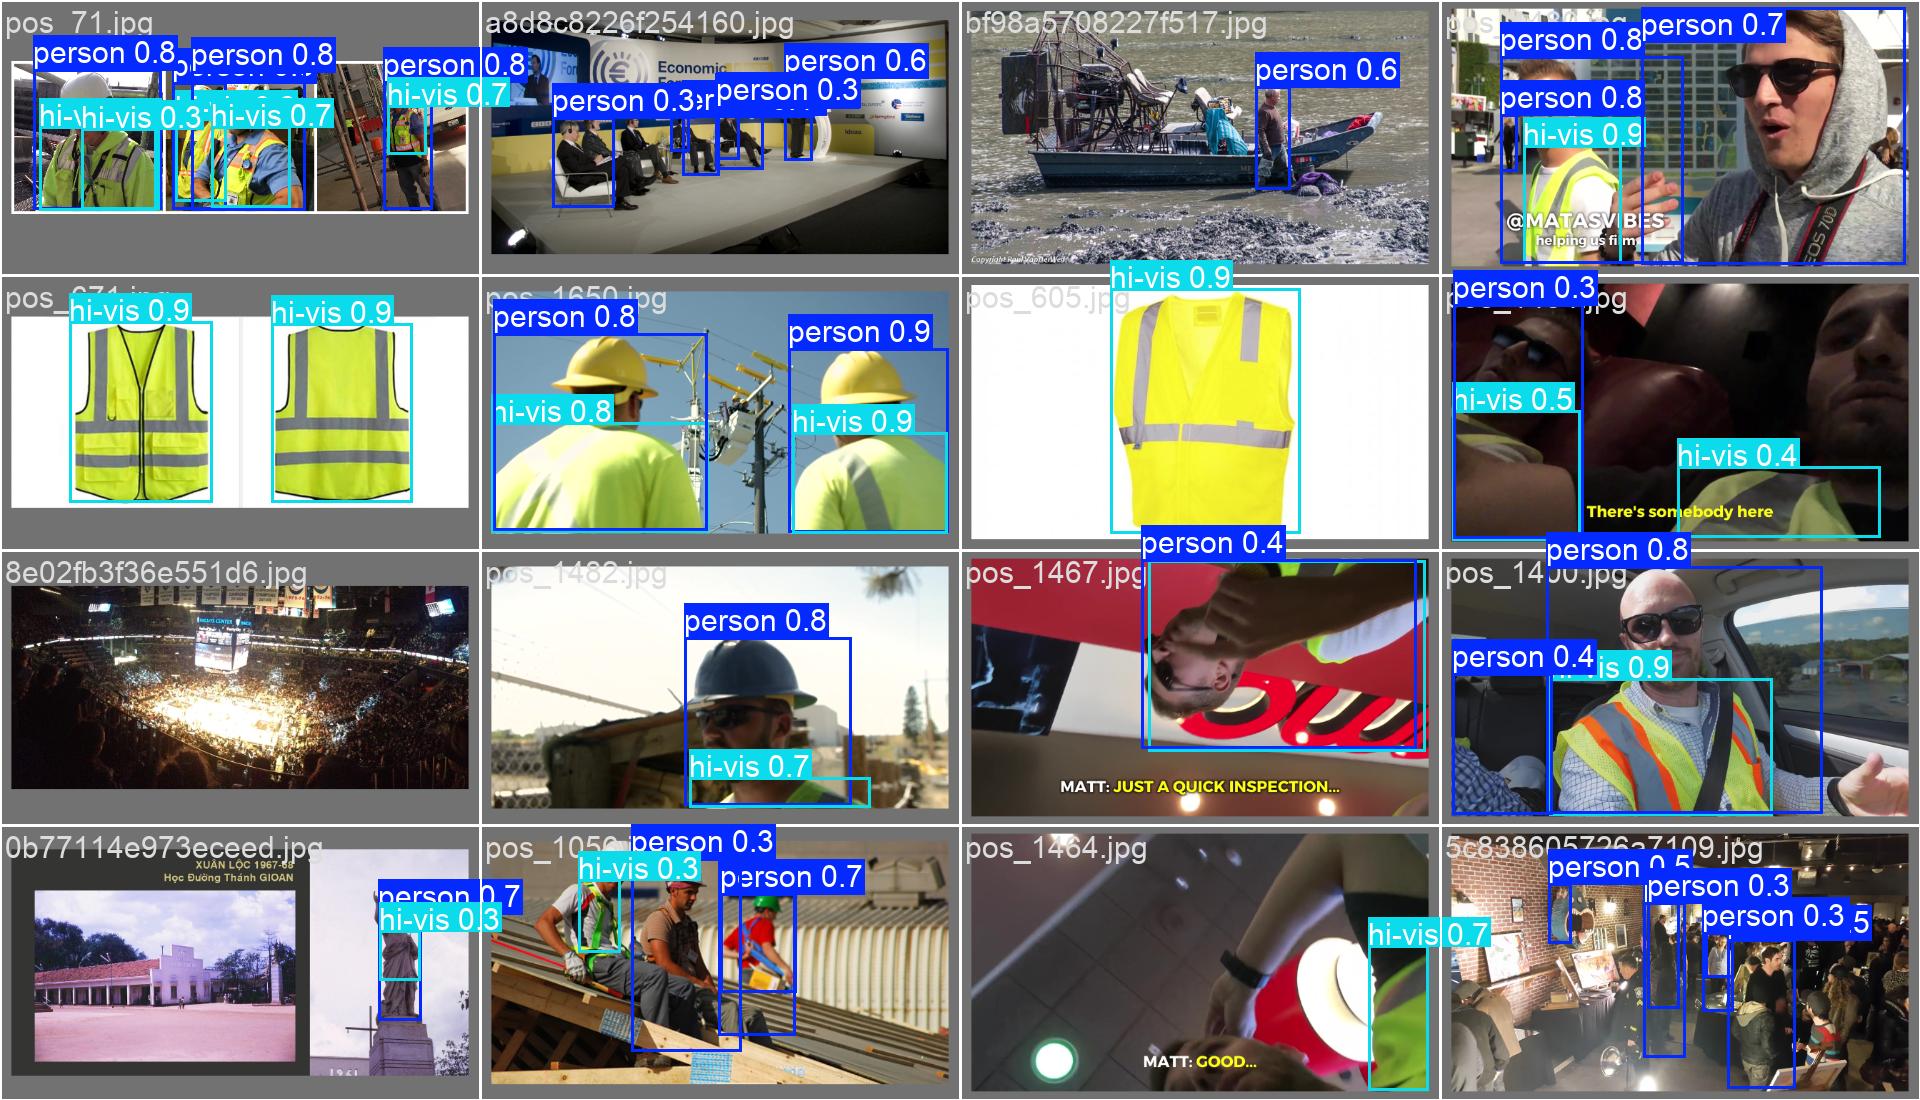 pos_71.jpg
person 0.8
person 0.8
person 0.8
hi-vis 0.3
hi-vis 0.7
hi-vis 0.7
a8d8c8226f254160.jpg
Economic
person 0.6
person 0.3
person 0.3
bf98a5708227f517.jpg
person 0.6
person 0.8
person 0.7
person 0.8
hi-vis 0.9
@MATASVIBES
helping us film
EOS 70D
hi-vis 0.9
hi-vis 0.9
pos_1650.jpg
person 0.8
person 0.9
hi-vis 0.8
hi-vis 0.9
pos_605.jpg
hi-vis 0.9
person 0.3
hi-vis 0.5
hi-vis 0.4
There's somebody here
8e02fb3f36e551d6.jpg
pos_1482.jpg
person 0.8
hi-vis 0.7
pos_1467.jpg
person 0.4
MATT: JUST A QUICK INSPECTION...
person 0.8
person 0.4
hi-vis 0.9
0b77114e973eceed.jpg
XUÂN LỘC 1967-68
Học Đường Thánh GIOAN
person 0.7
hi-vis 0.3
1961
person 0.3
hi-vis 0.3
person 0.7
pos_1464.jpg
hi-vis 0.7
MATT: GOOD...
5c838605726a7109.jpg
person 0.5
person 0.3
person 0.3